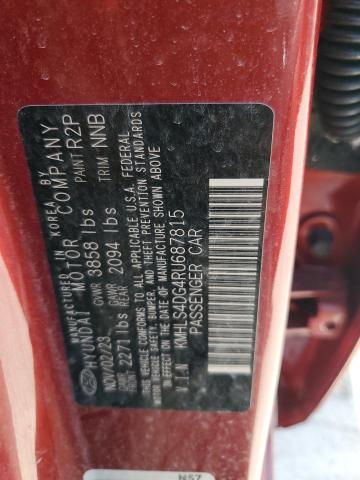 MANUFACTURED IN KOREA BY
HYUNDAI MOTOR COMPANY
NOV/02/23 GVWR 3858 lbs PAINT R2P
GAWR FRONT 2271 lbs GAWR REAR 2094 lbs TRIM NNB
THIS VEHICLE CONFORMS TO ALL APPLICABLE U.S.A. FEDERAL
MOTOR VEHICLE SAFETY, BUMPER, AND THEFT PREVENTION STANDARDS
IN EFFECT ON THE DATE OF MANUFACTURE SHOWN ABOVE
V.I.N KMHLS4DG4RU687815
PASSENGER CAR
N57